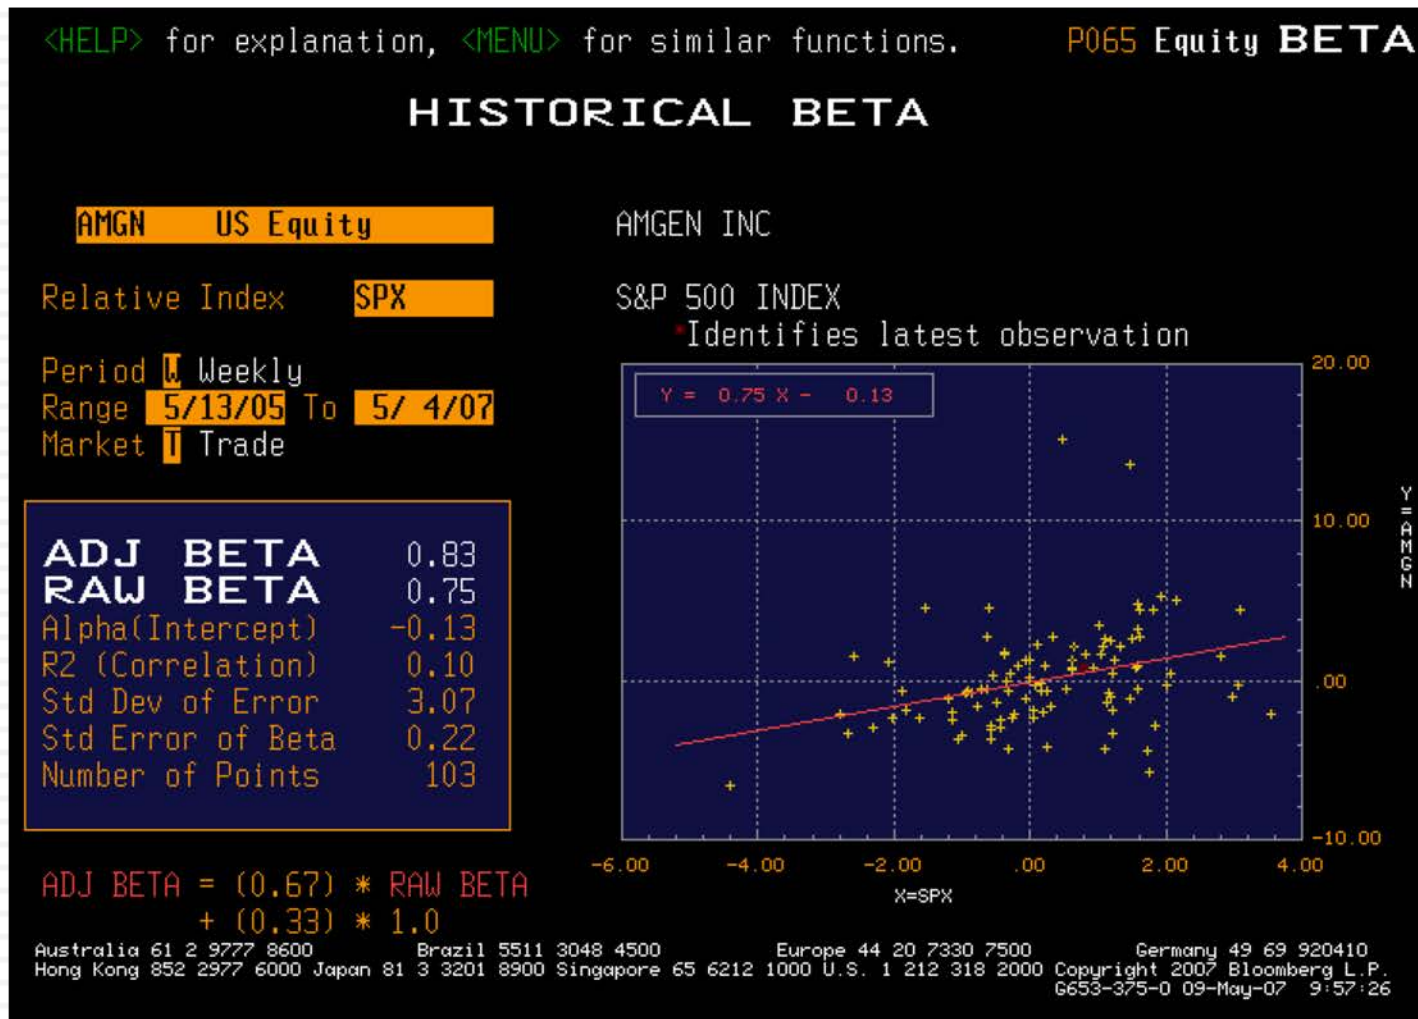 <HELP> for explanation, <MENU> for similar functions. P065 Equity BETA
HISTORICAL BETA
AMGN US Equity
AMGEN INC
Relative Index SPX
S&P 500 INDEX
*Identifies latest observation
Period W Weekly
Range 5/13/05 To 5/ 4/07
Market T Trade
ADJ BETA 0.83
RAW BETA 0.75
Alpha(Intercept) -0.13
R2 (Correlation) 0.10
Std Dev of Error 3.07
Std Error of Beta 0.22
Number of Points 103
ADJ BETA = (0.67) * RAW BETA
+ (0.33) * 1.0
Y = 0.75 X - 0.13
20.00
10.00
.00
-10.00
Y=AMGN
-6.00 -4.00 -2.00 .00 2.00 4.00
X=SPX
Australia 61 2 9777 8600 Brazil 5511 3048 4500 Europe 44 20 7330 7500 Germany 49 69 920410
Hong Kong 852 2977 6000 Japan 81 3 3201 8900 Singapore 65 6212 1000 U.S. 1 212 318 2000 Copyright 2007 Bloomberg L.P.
G653-375-0 09-May-07 9:57:26